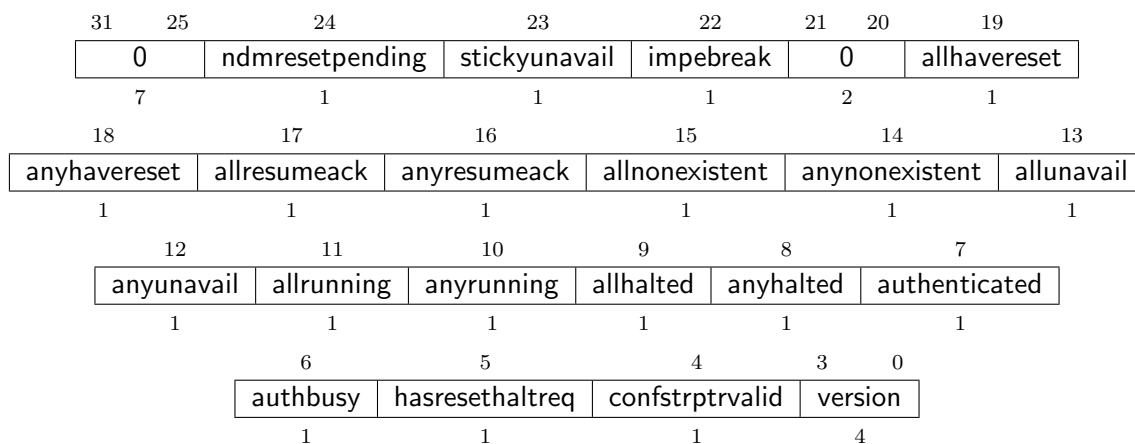 31 25 24 23 22 21 20 19
0 ndmresetpending stickyunavail impebreak 0 allhavereset
7 1 1 1 2 1
18 17 16 15 14 13
anyhavereset allresumeack anyresumeack allnonexistent anynonexistent allunavail
1 1 1 1 1 1
12 11 10 9 8 7
anyunavail allrunning anyrunning allhalted anyhalted authenticated
1 1 1 1 1 1
6 5 4 3 0
authbusy hasresethaltreq confstrptrvalid version
1 1 1 4